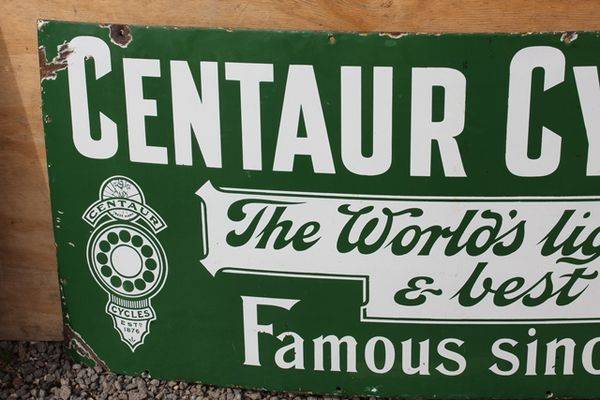 CENTAUR CY
The World's lig
& best
Famous sinc
CENTAUR
CYCLES
ESTD
1876